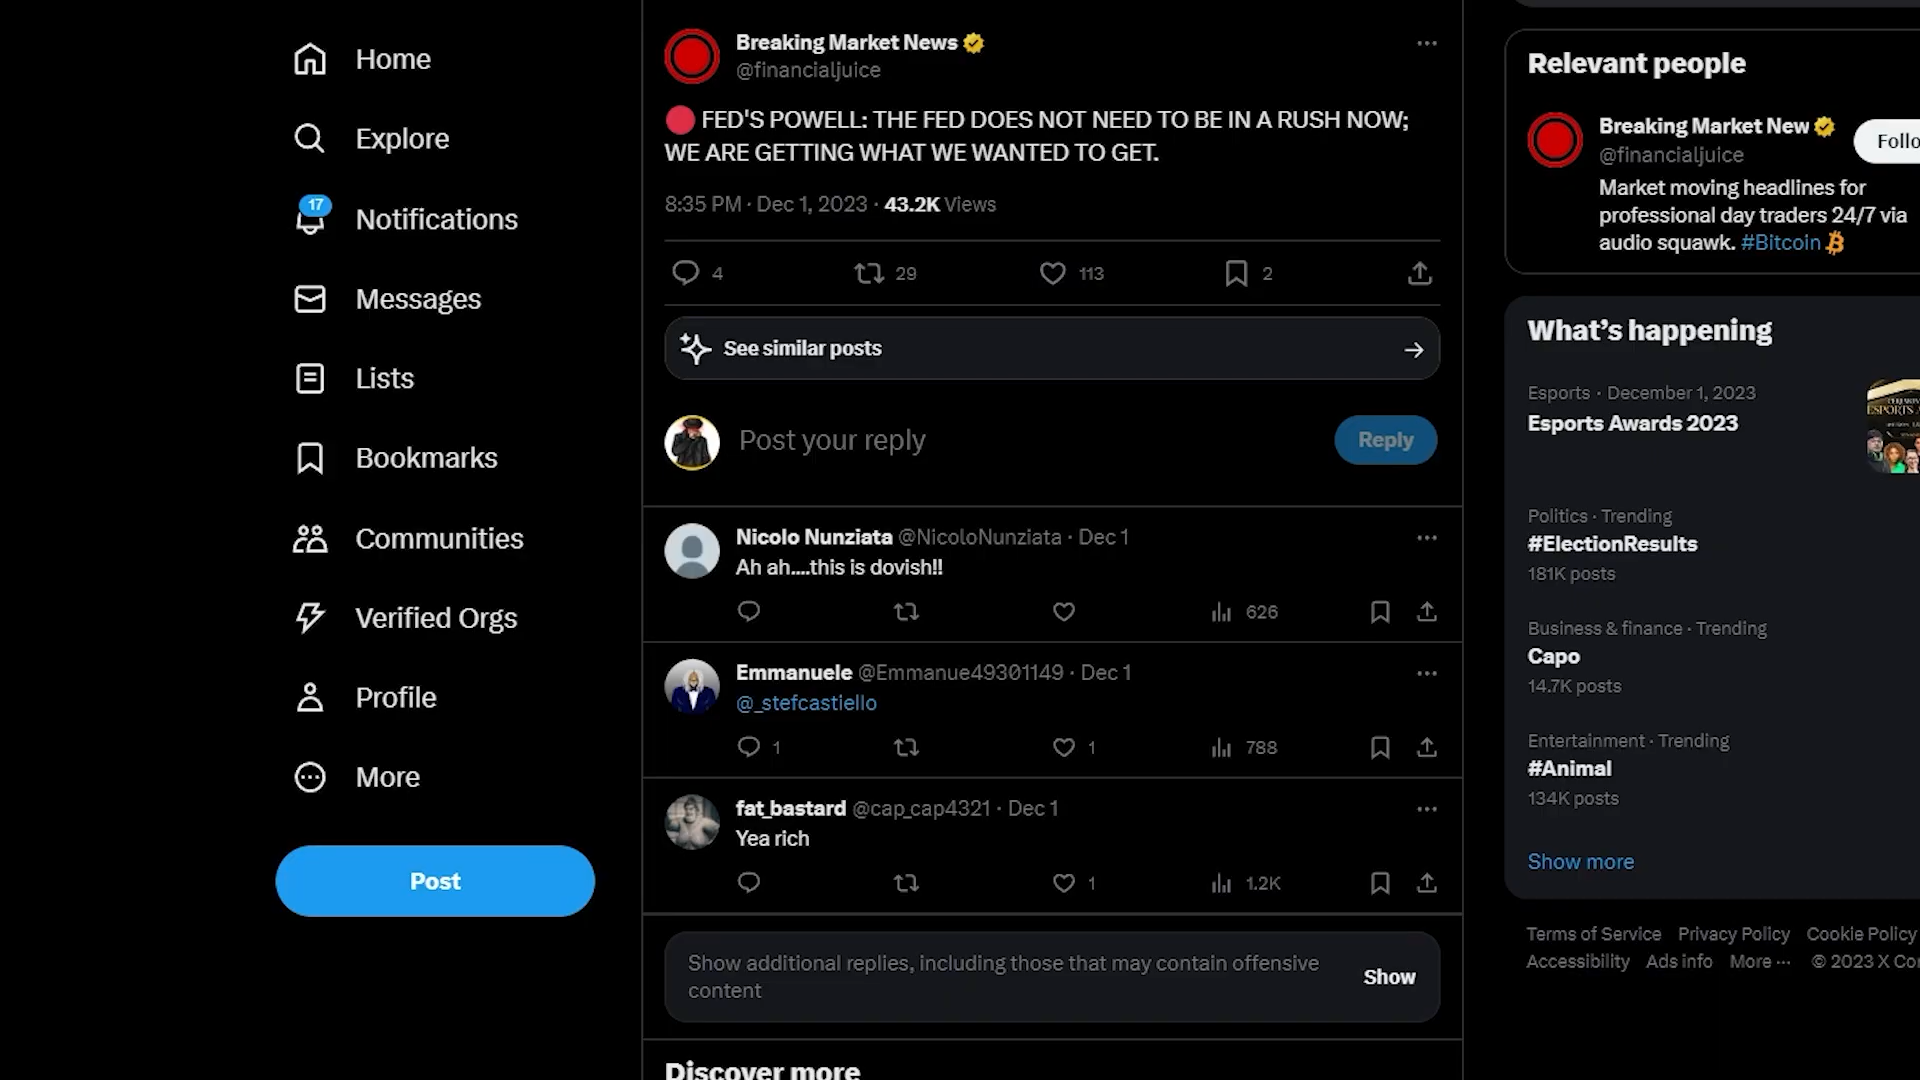 Home
Explore
17
Notifications
Messages
Lists
Bookmarks
Communities
Verified Orgs
Profile
More
Post
Breaking Market News
@financialjuice
FED'S POWELL: THE FED DOES NOT NEED TO BE IN A RUSH NOW;
WE ARE GETTING WHAT WE WANTED TO GET.
8:35 PM · Dec 1, 2023 · 43.2K Views
4 29 113 2
See similar posts
Post your reply
Reply
Nicolo Nunziata @NicoloNunziata · Dec 1
Ah ah....this is dovish!!
626
Emmanuele @Emmanue49301149 · Dec 1
@_stefcastiello
1 1 788
fat_bastard @cap_cap4321 · Dec 1
Yea rich
1 1.2K
Show additional replies, including those that may contain offensive
content
Show
Discover more
Relevant people
Breaking Market New
@financialjuice
Follo
Market moving headlines for
professional day traders 24/7 via
audio squawk. #Bitcoin
What's happening
Esports · December 1, 2023
Esports Awards 2023
Politics · Trending
#ElectionResults
181K posts
Business & finance · Trending
Capo
14.7K posts
Entertainment · Trending
#Animal
134K posts
Show more
Terms of Service Privacy Policy Cookie Policy
Accessibility Ads info More ··· © 2023 X Cor